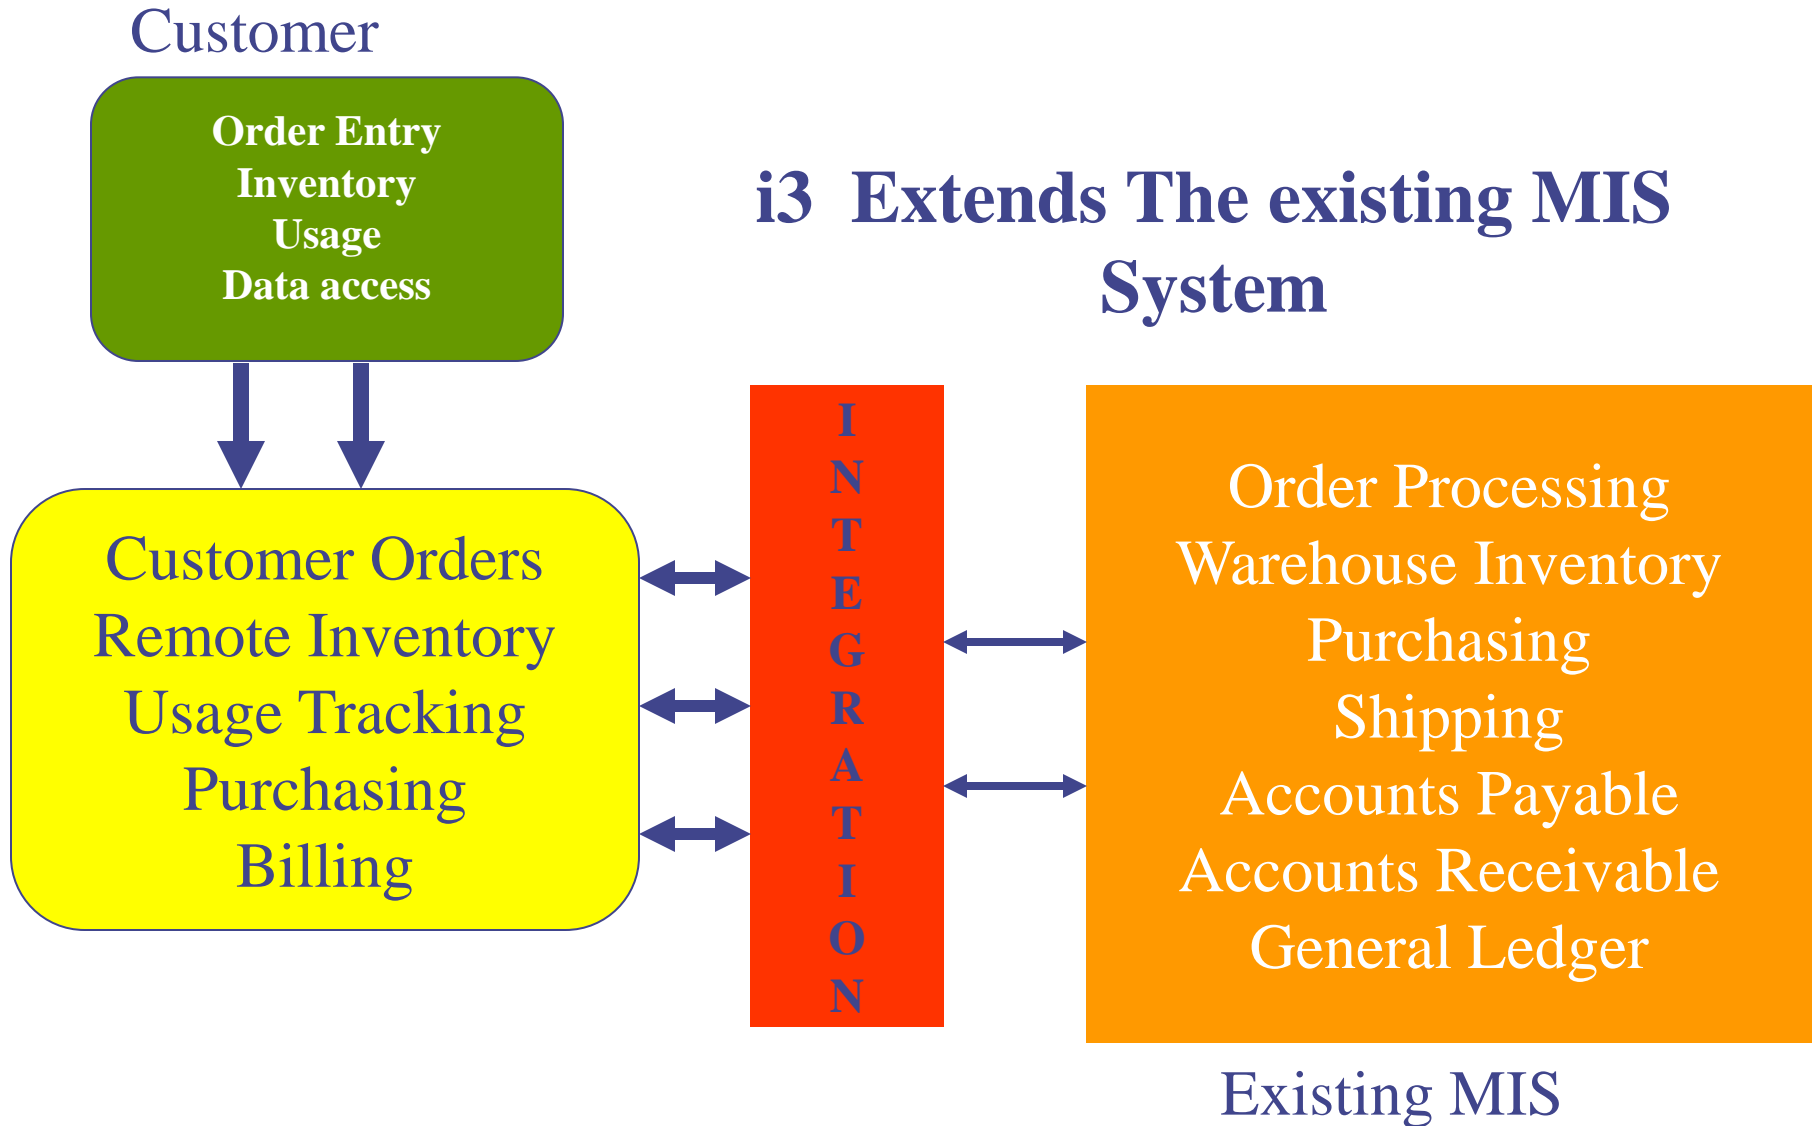 Customer
Order Entry
Inventory
Usage
Data access
i3 Extends The existing MIS
System
Customer Orders
Remote Inventory
Usage Tracking
Purchasing
Billing
I
N
T
E
G
R
A
T
I
O
N
Order Processing
Warehouse Inventory
Purchasing
Shipping
Accounts Payable
Accounts Receivable
General Ledger
Existing MIS